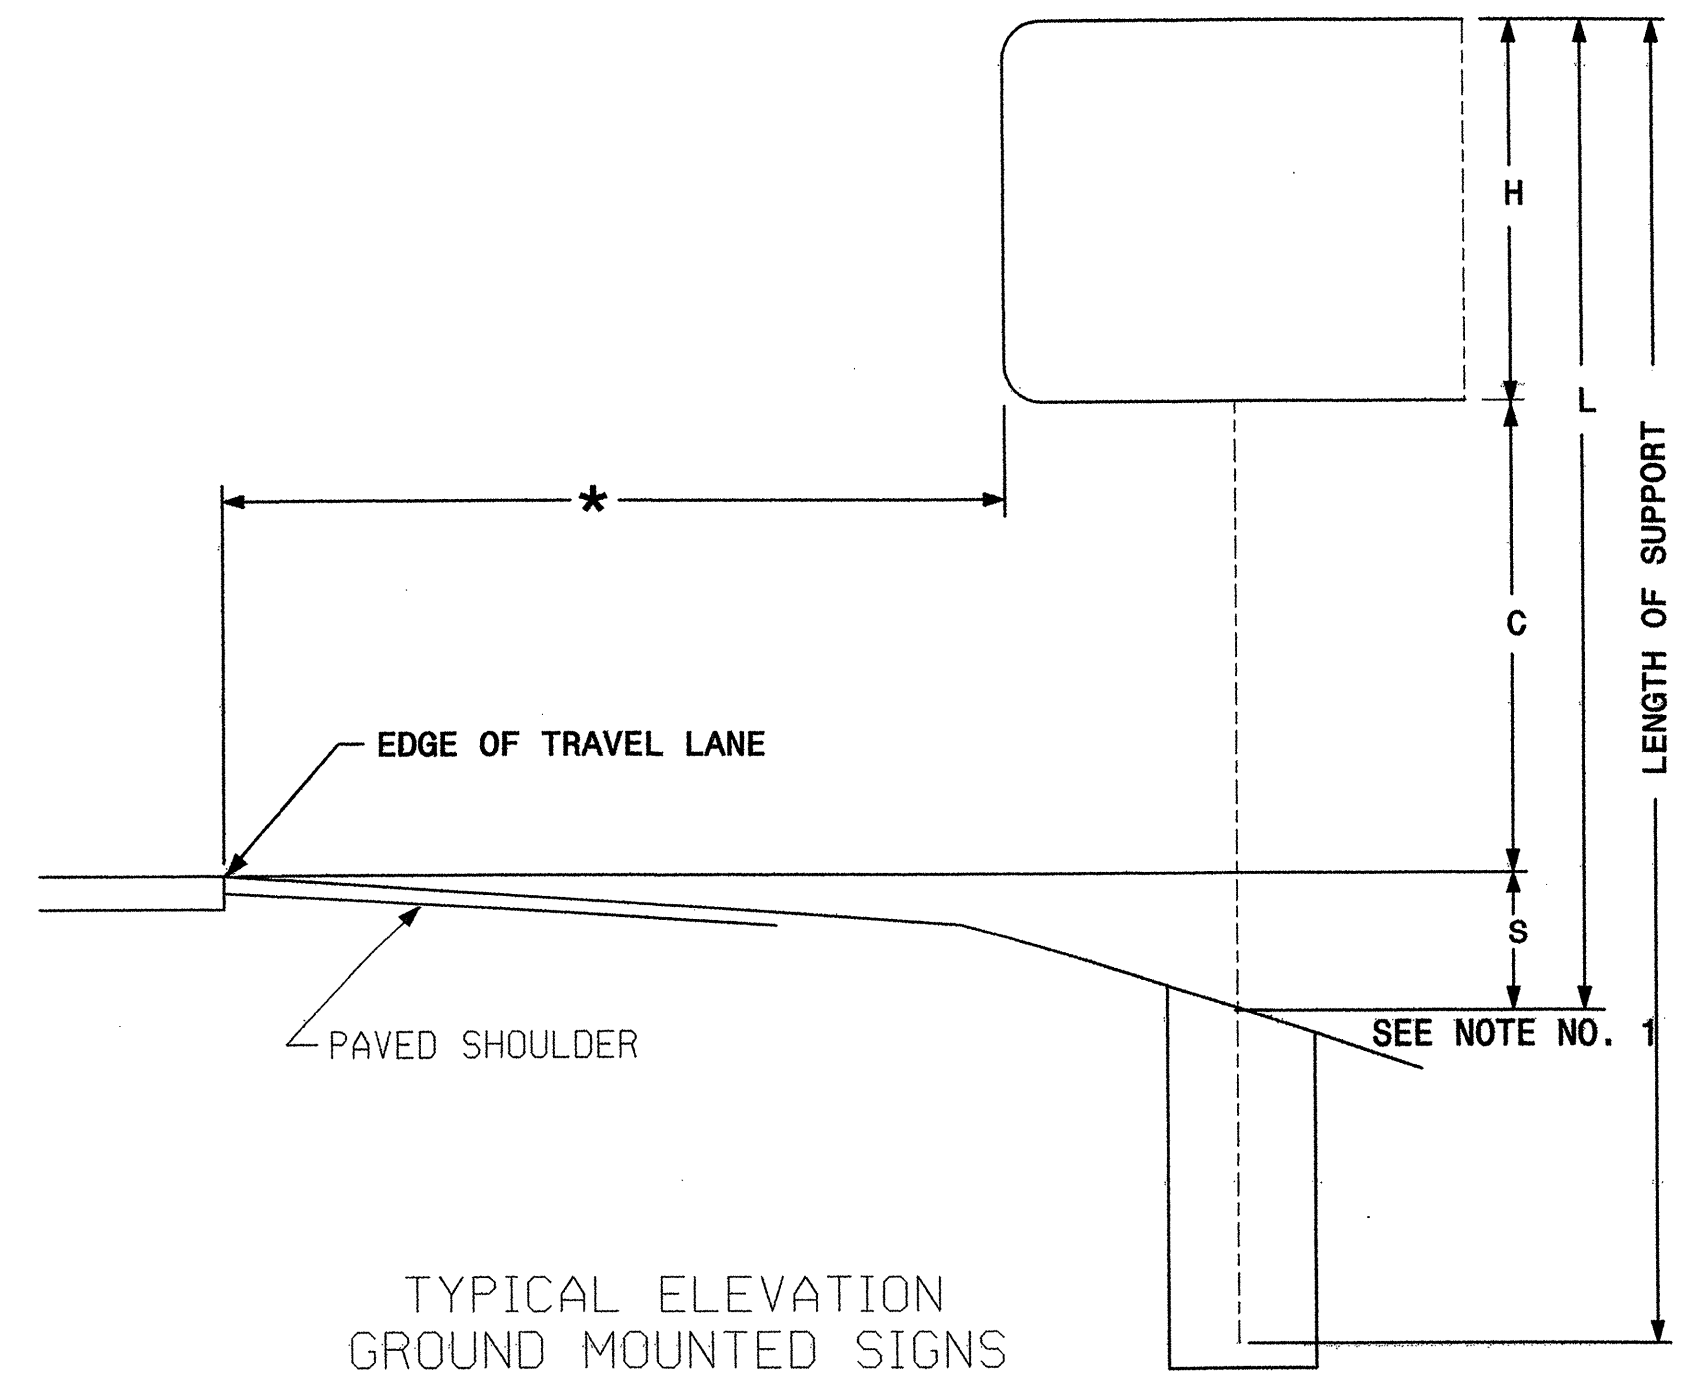 H
L
LENGTH OF SUPPORT
*
C
EDGE OF TRAVEL LANE
S
SEE NOTE NO. 1
PAVED SHOULDER
TYPICAL ELEVATION
GROUND MOUNTED SIGNS